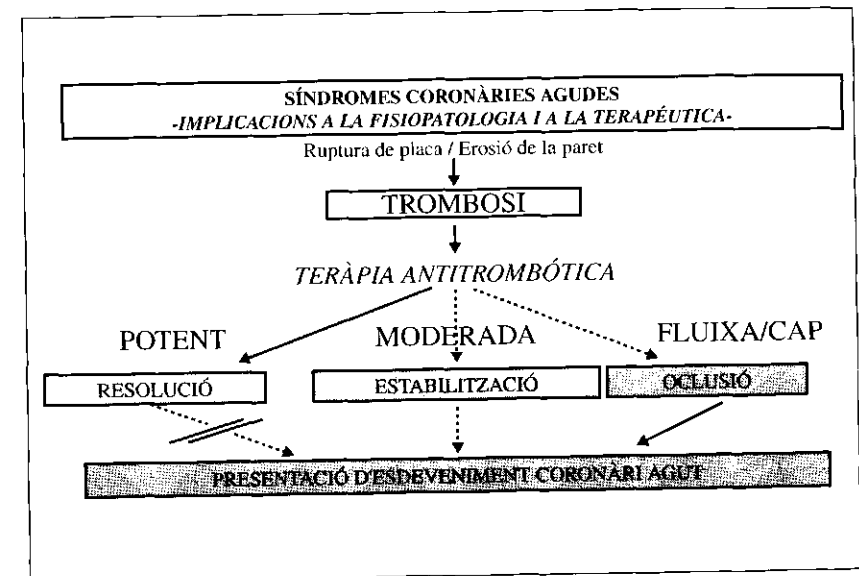 SÍNDROMES CORONÀRIES AGUDES
-IMPLICACIONS A LA FISIOPATOLOGIA I A LA TERAPÉUTICA-
Ruptura de placa / Erosió de la paret
TROMBOSI
TERÀPIA ANTITROMBÓTICA
POTENT MODERADA FLUIXA/CAP
RESOLUCIÓ ESTABILITZACIÓ OCLUSIÓ
PRESENTACIÓ D'ESDEVENIMENT CORONÀRI AGUT